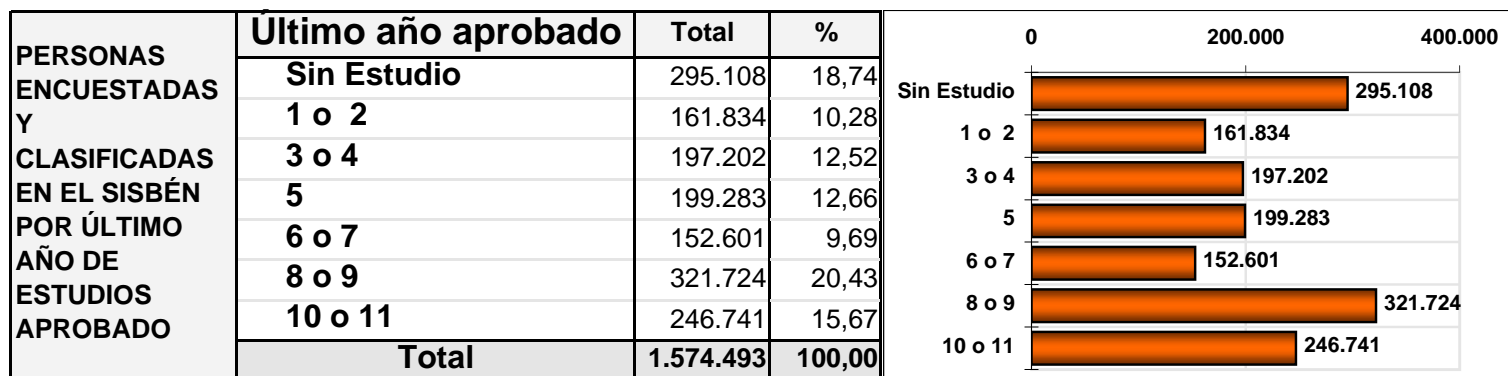 PERSONAS
ENCUESTADAS
Y
CLASIFICADAS
EN EL SISBÉN
POR ÚLTIMO
AÑO DE
ESTUDIOS
APROBADO
Último año aprobado Total %
Sin Estudio 295.108 18,74
1 o 2 161.834 10,28
3 o 4 197.202 12,52
5 199.283 12,66
6 o 7 152.601 9,69
8 o 9 321.724 20,43
10 o 11 246.741 15,67
Total 1.574.493 100,00
0 200.000 400.000
Sin Estudio 295.108
1 o 2 161.834
3 o 4 197.202
5 199.283
6 o 7 152.601
8 o 9 321.724
10 o 11 246.741